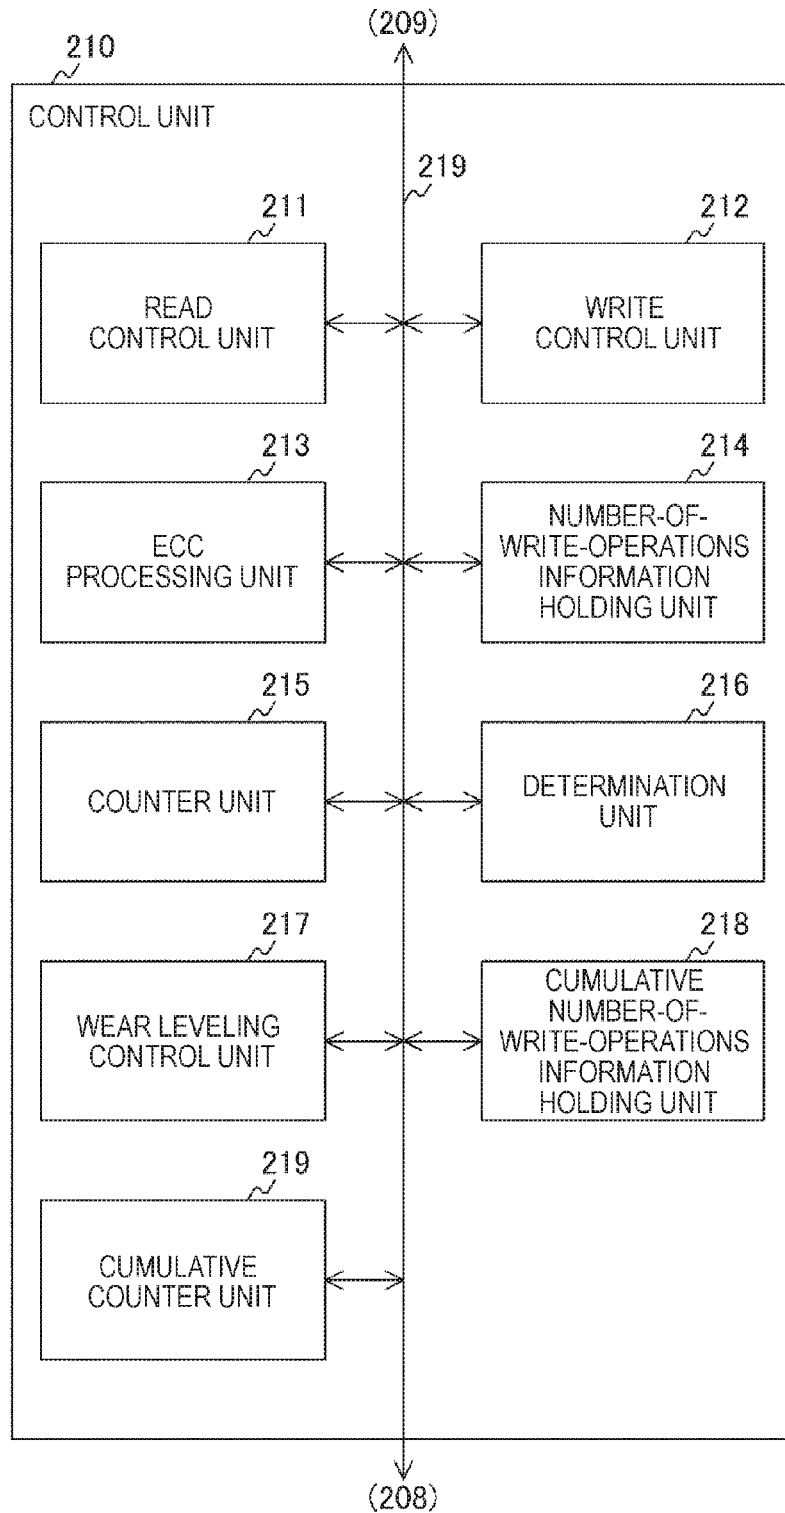 (209)
210
CONTROL UNIT
219
211
READ
CONTROL UNIT
212
WRITE
CONTROL UNIT
213
ECC
PROCESSING UNIT
214
NUMBER-OF-
WRITE-OPERATIONS
INFORMATION
HOLDING UNIT
215
COUNTER UNIT
216
DETERMINATION
UNIT
217
WEAR LEVELING
CONTROL UNIT
218
CUMULATIVE
NUMBER-OF-
WRITE-OPERATIONS
INFORMATION
HOLDING UNIT
219
CUMULATIVE
COUNTER UNIT
(208)